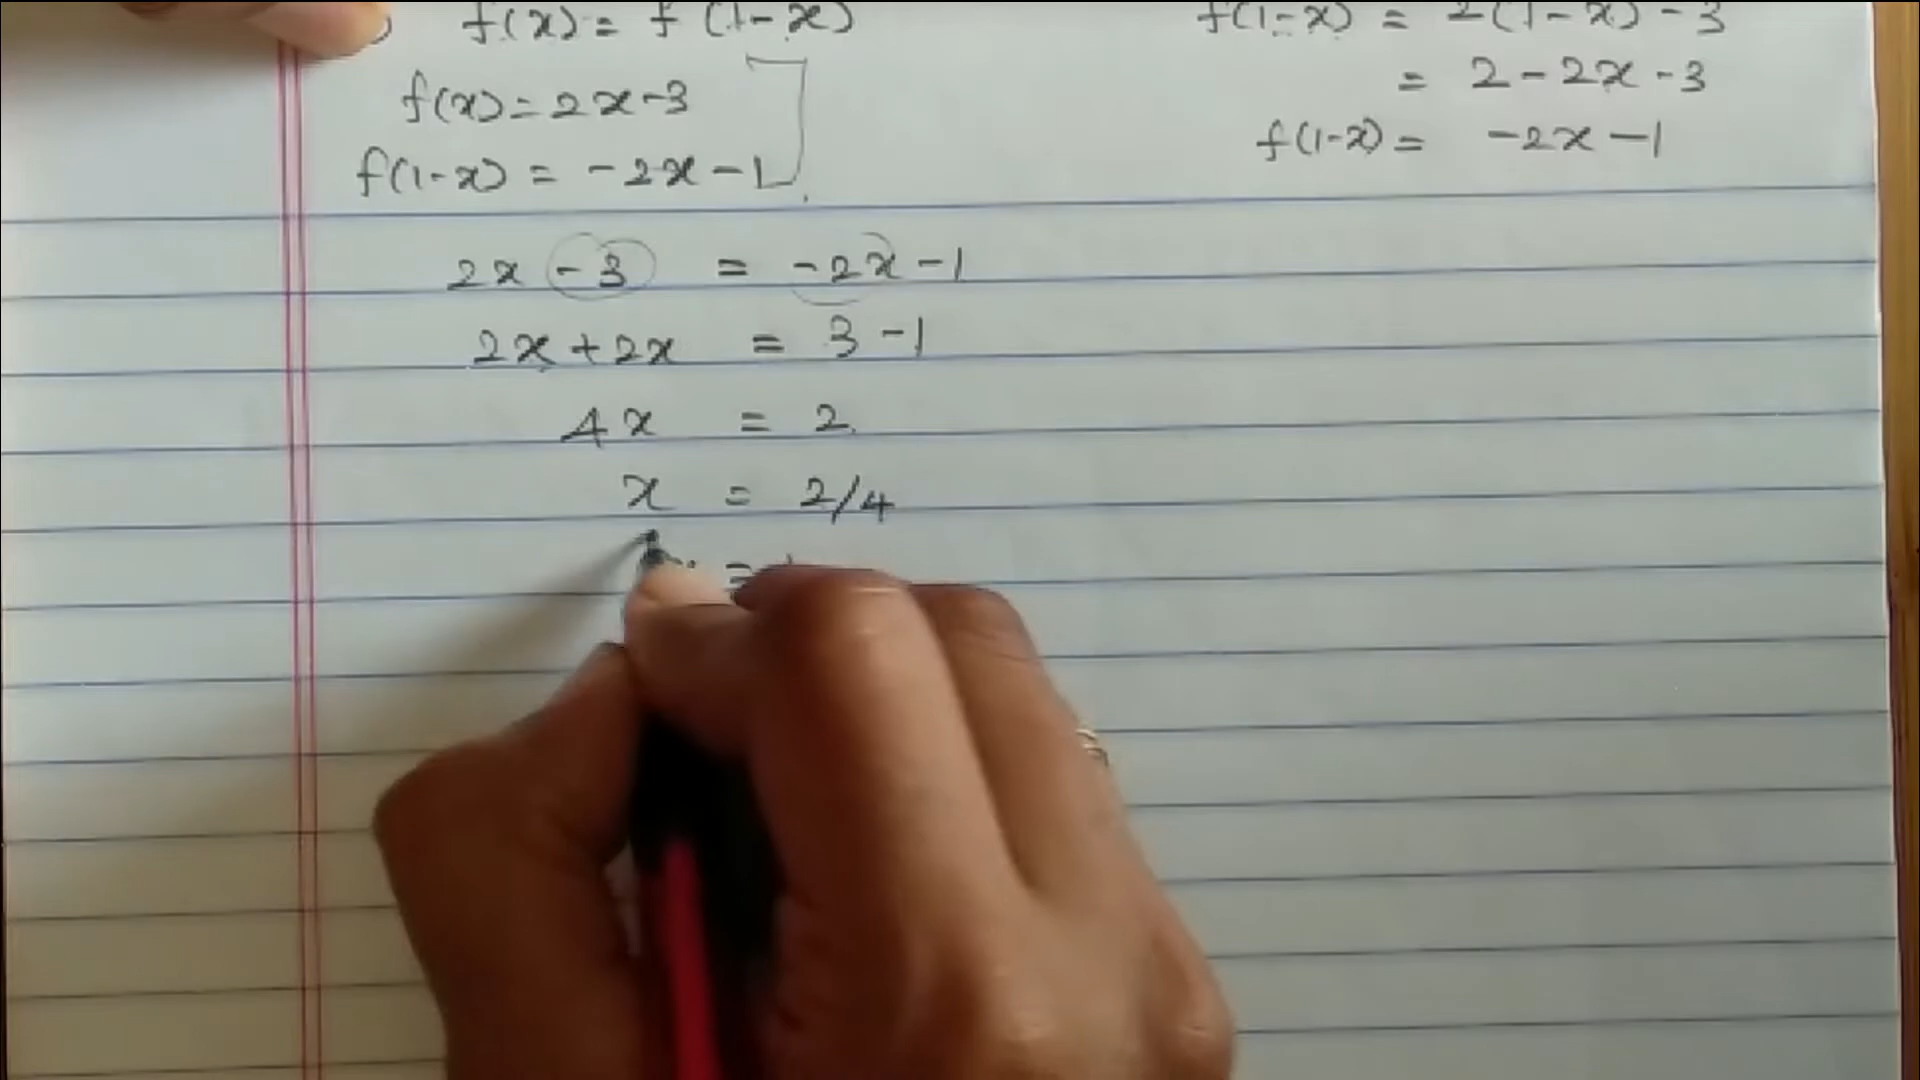 f(x) = f (1-x)
f(x) = 2x-3
f(1-x) = -2x-1
f(1-x) = 2(1-x)-3
= 2-2x-3
f(1-x) = -2x-1
2x -3 = -2x-1
2x+2x = 3-1
4x = 2
x = 2/4
=